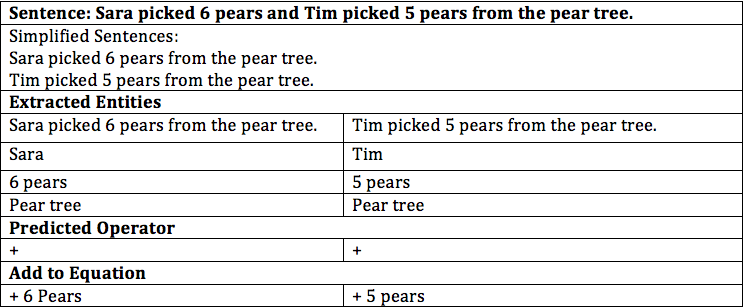 Sentence: Sara picked 6 pears and Tim picked 5 pears from the pear tree.
Simplified Sentences:
Sara picked 6 pears from the pear tree.
Tim picked 5 pears from the pear tree.
Extracted Entities
Sara picked 6 pears from the pear tree. Tim picked 5 pears from the pear tree.
Sara Tim
6 pears 5 pears
Pear tree Pear tree
Predicted Operator
+ +
Add to Equation
+ 6 Pears + 5 pears